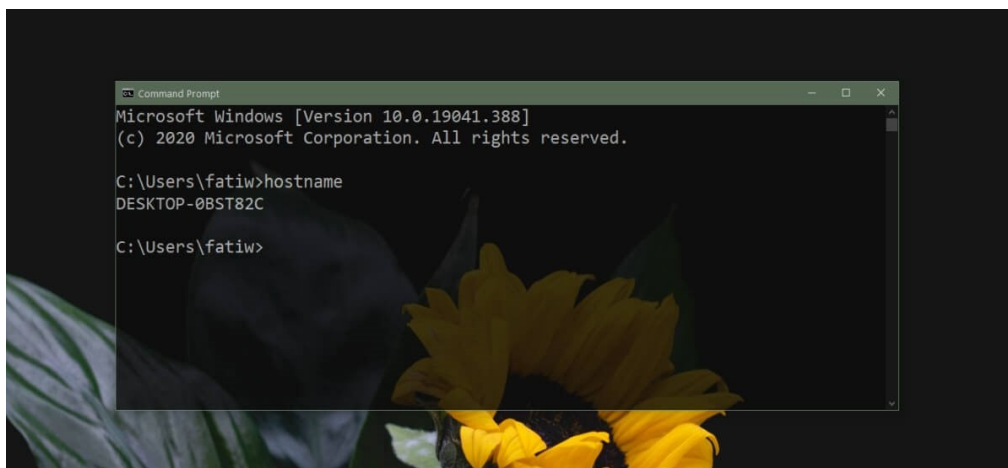 Command Prompt
Microsoft Windows [Version 10.0.19041.388]
(c) 2020 Microsoft Corporation. All rights reserved.
C:\Users\fatiw>hostname
DESKTOP-0BST82C
C:\Users\fatiw>